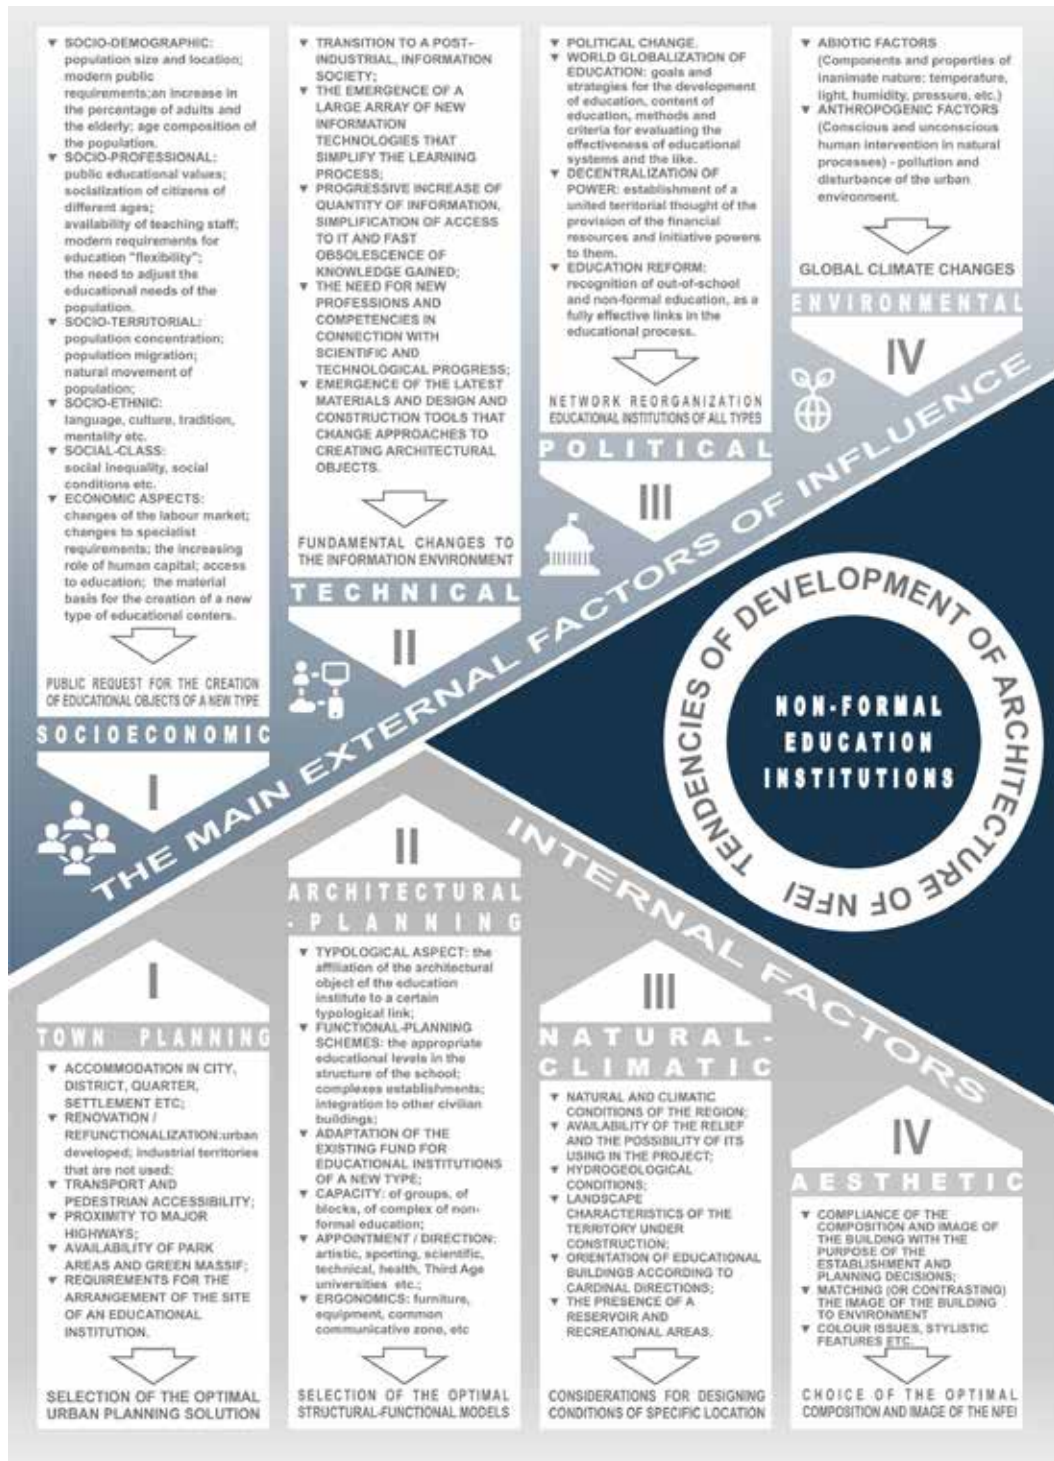 ▼ SOCIO-DEMOGRAPHIC:
population size and location;
modern public
requirements;an increase in
the percentage of adults and
the elderly; age composition of
the population.
▼ SOCIO-PROFESSIONAL:
public educational values;
socialization of citizens of
different ages;
availability of teaching staff;
modern requirements for
education "flexibility";
the need to adjust the
educational needs of the
population.
▼ SOCIO-TERRITORIAL:
population concentration;
population migration;
natural movement of
population;
▼ SOCIO-ETHNIC:
language, culture, tradition,
mentality etc.
▼ SOCIAL-CLASS:
social inequality, social
conditions etc.
▼ ECONOMIC ASPECTS:
changes of the labour market;
changes to specialist
requirements; the increasing
role of human capital; access
to education; the material
basis for the creation of a new
type of educational centers.
PUBLIC REQUEST FOR THE CREATION
OF EDUCATIONAL OBJECTS OF A NEW TYPE
SOCIOECONOMIC
I
▼ TRANSITION TO A POST-
INDUSTRIAL, INFORMATION
SOCIETY;
▼ THE EMERGENCE OF A
LARGE ARRAY OF NEW
INFORMATION
TECHNOLOGIES THAT
SIMPLIFY THE LEARNING
PROCESS;
▼ PROGRESSIVE INCREASE OF
QUANTITY OF INFORMATION,
SIMPLIFICATION OF ACCESS
TO IT AND FAST
OBSOLESCENCE OF
KNOWLEDGE GAINED;
▼ THE NEED FOR NEW
PROFESSIONS AND
COMPETENCIES IN
CONNECTION WITH
SCIENTIFIC AND
TECHNOLOGICAL PROGRESS;
▼ EMERGENCE OF THE LATEST
MATERIALS AND DESIGN AND
CONSTRUCTION TOOLS THAT
CHANGE APPROACHES TO
CREATING ARCHITECTURAL
OBJECTS.
FUNDAMENTAL CHANGES TO
THE INFORMATION ENVIRONMENT
TECHNICAL
II
▼ POLITICAL CHANGE.
▼ WORLD GLOBALIZATION OF
EDUCATION: goals and
strategies for the development
of education, content of
education, methods and
criteria for evaluating the
effectiveness of educational
systems and the like.
▼ DECENTRALIZATION OF
POWER: establishment of a
united territorial thought of the
provision of the financial
resources and initiative powers
to them.
▼ EDUCATION REFORM:
recognition of out-of-school
and non-formal education, as a
fully effective links in the
educational process.
NETWORK REORGANIZATION
EDUCATIONAL INSTITUTIONS OF ALL TYPES
POLITICAL
III
▼ ABIOTIC FACTORS
(Components and properties of
inanimate nature: temperature,
light, humidity, pressure, etc.)
▼ ANTHROPOGENIC FACTORS
(Conscious and unconscious
human intervention in natural
processes) - pollution and
disturbance of the urban
environment.
GLOBAL CLIMATE CHANGES
ENVIRONMENTAL
IV
THE MAIN EXTERNAL FACTORS OF INFLUENCE
TENDENCIES OF DEVELOPMENT OF ARCHITECTURE OF NFEI
NON-FORMAL
EDUCATION
INSTITUTIONS
INTERNAL FACTORS
I
TOWN PLANNING
▼ ACCOMMODATION IN CITY,
DISTRICT, QUARTER,
SETTLEMENT ETC;
▼ RENOVATION /
REFUNCTIONALIZATION:urban
developed; industrial territories
that are not used;
▼ TRANSPORT AND
PEDESTRIAN ACCESSIBILITY;
▼ PROXIMITY TO MAJOR
HIGHWAYS;
▼ AVAILABILITY OF PARK
AREAS AND GREEN MASSIF;
▼ REQUIREMENTS FOR THE
ARRANGEMENT OF THE SITE
OF AN EDUCATIONAL
INSTITUTION.
SELECTION OF THE OPTIMAL
URBAN PLANNING SOLUTION
II
ARCHITECTURAL
-PLANNING
▼ TYPOLOGICAL ASPECT: the
affiliation of the architectural
object of the education
institute to a certain
typological link;
▼ FUNCTIONAL-PLANNING
SCHEMES: the appropriate
educational levels in the
structure of the school;
complexes establishments;
integration to other civilian
buildings;
▼ ADAPTATION OF THE
EXISTING FUND FOR
EDUCATIONAL INSTITUTIONS
OF A NEW TYPE;
▼ CAPACITY: of groups, of
blocks, of complex of non-
formal education;
▼ APPOINTMENT / DIRECTION:
artistic, sporting, scientific,
technical, health, Third Age
universities etc.;
▼ ERGONOMICS: furniture,
equipment, common
communicative zone, etc
SELECTION OF THE OPTIMAL
STRUCTURAL-FUNCTIONAL MODELS
III
NATURAL-
CLIMATIC
▼ NATURAL AND CLIMATIC
CONDITIONS OF THE REGION;
▼ AVAILABILITY OF THE RELIEF
AND THE POSSIBILITY OF ITS
USING IN THE PROJECT;
▼ HYDROGEOLOGICAL
CONDITIONS;
▼ LANDSCAPE
CHARACTERISTICS OF THE
TERRITORY UNDER
CONSTRUCTION;
▼ ORIENTATION OF EDUCATIONAL
BUILDINGS ACCORDING TO
CARDINAL DIRECTIONS;
▼ THE PRESENCE OF A
RESERVOIR AND
RECREATIONAL AREAS.
CONSIDERATIONS FOR DESIGNING
CONDITIONS OF SPECIFIC LOCATION
IV
AESTHETIC
▼ COMPLIANCE OF THE
COMPOSITION AND IMAGE OF
THE BUILDING WITH THE
PURPOSE OF THE
ESTABLISHMENT AND
PLANNING DECISIONS;
▼ MATCHING (OR CONTRASTING)
THE IMAGE OF THE BUILDING
TO ENVIRONMENT
▼ COLOUR ISSUES, STYLISTIC
FEATURES ETC.
CHOICE OF THE OPTIMAL
COMPOSITION AND IMAGE OF THE NFEI